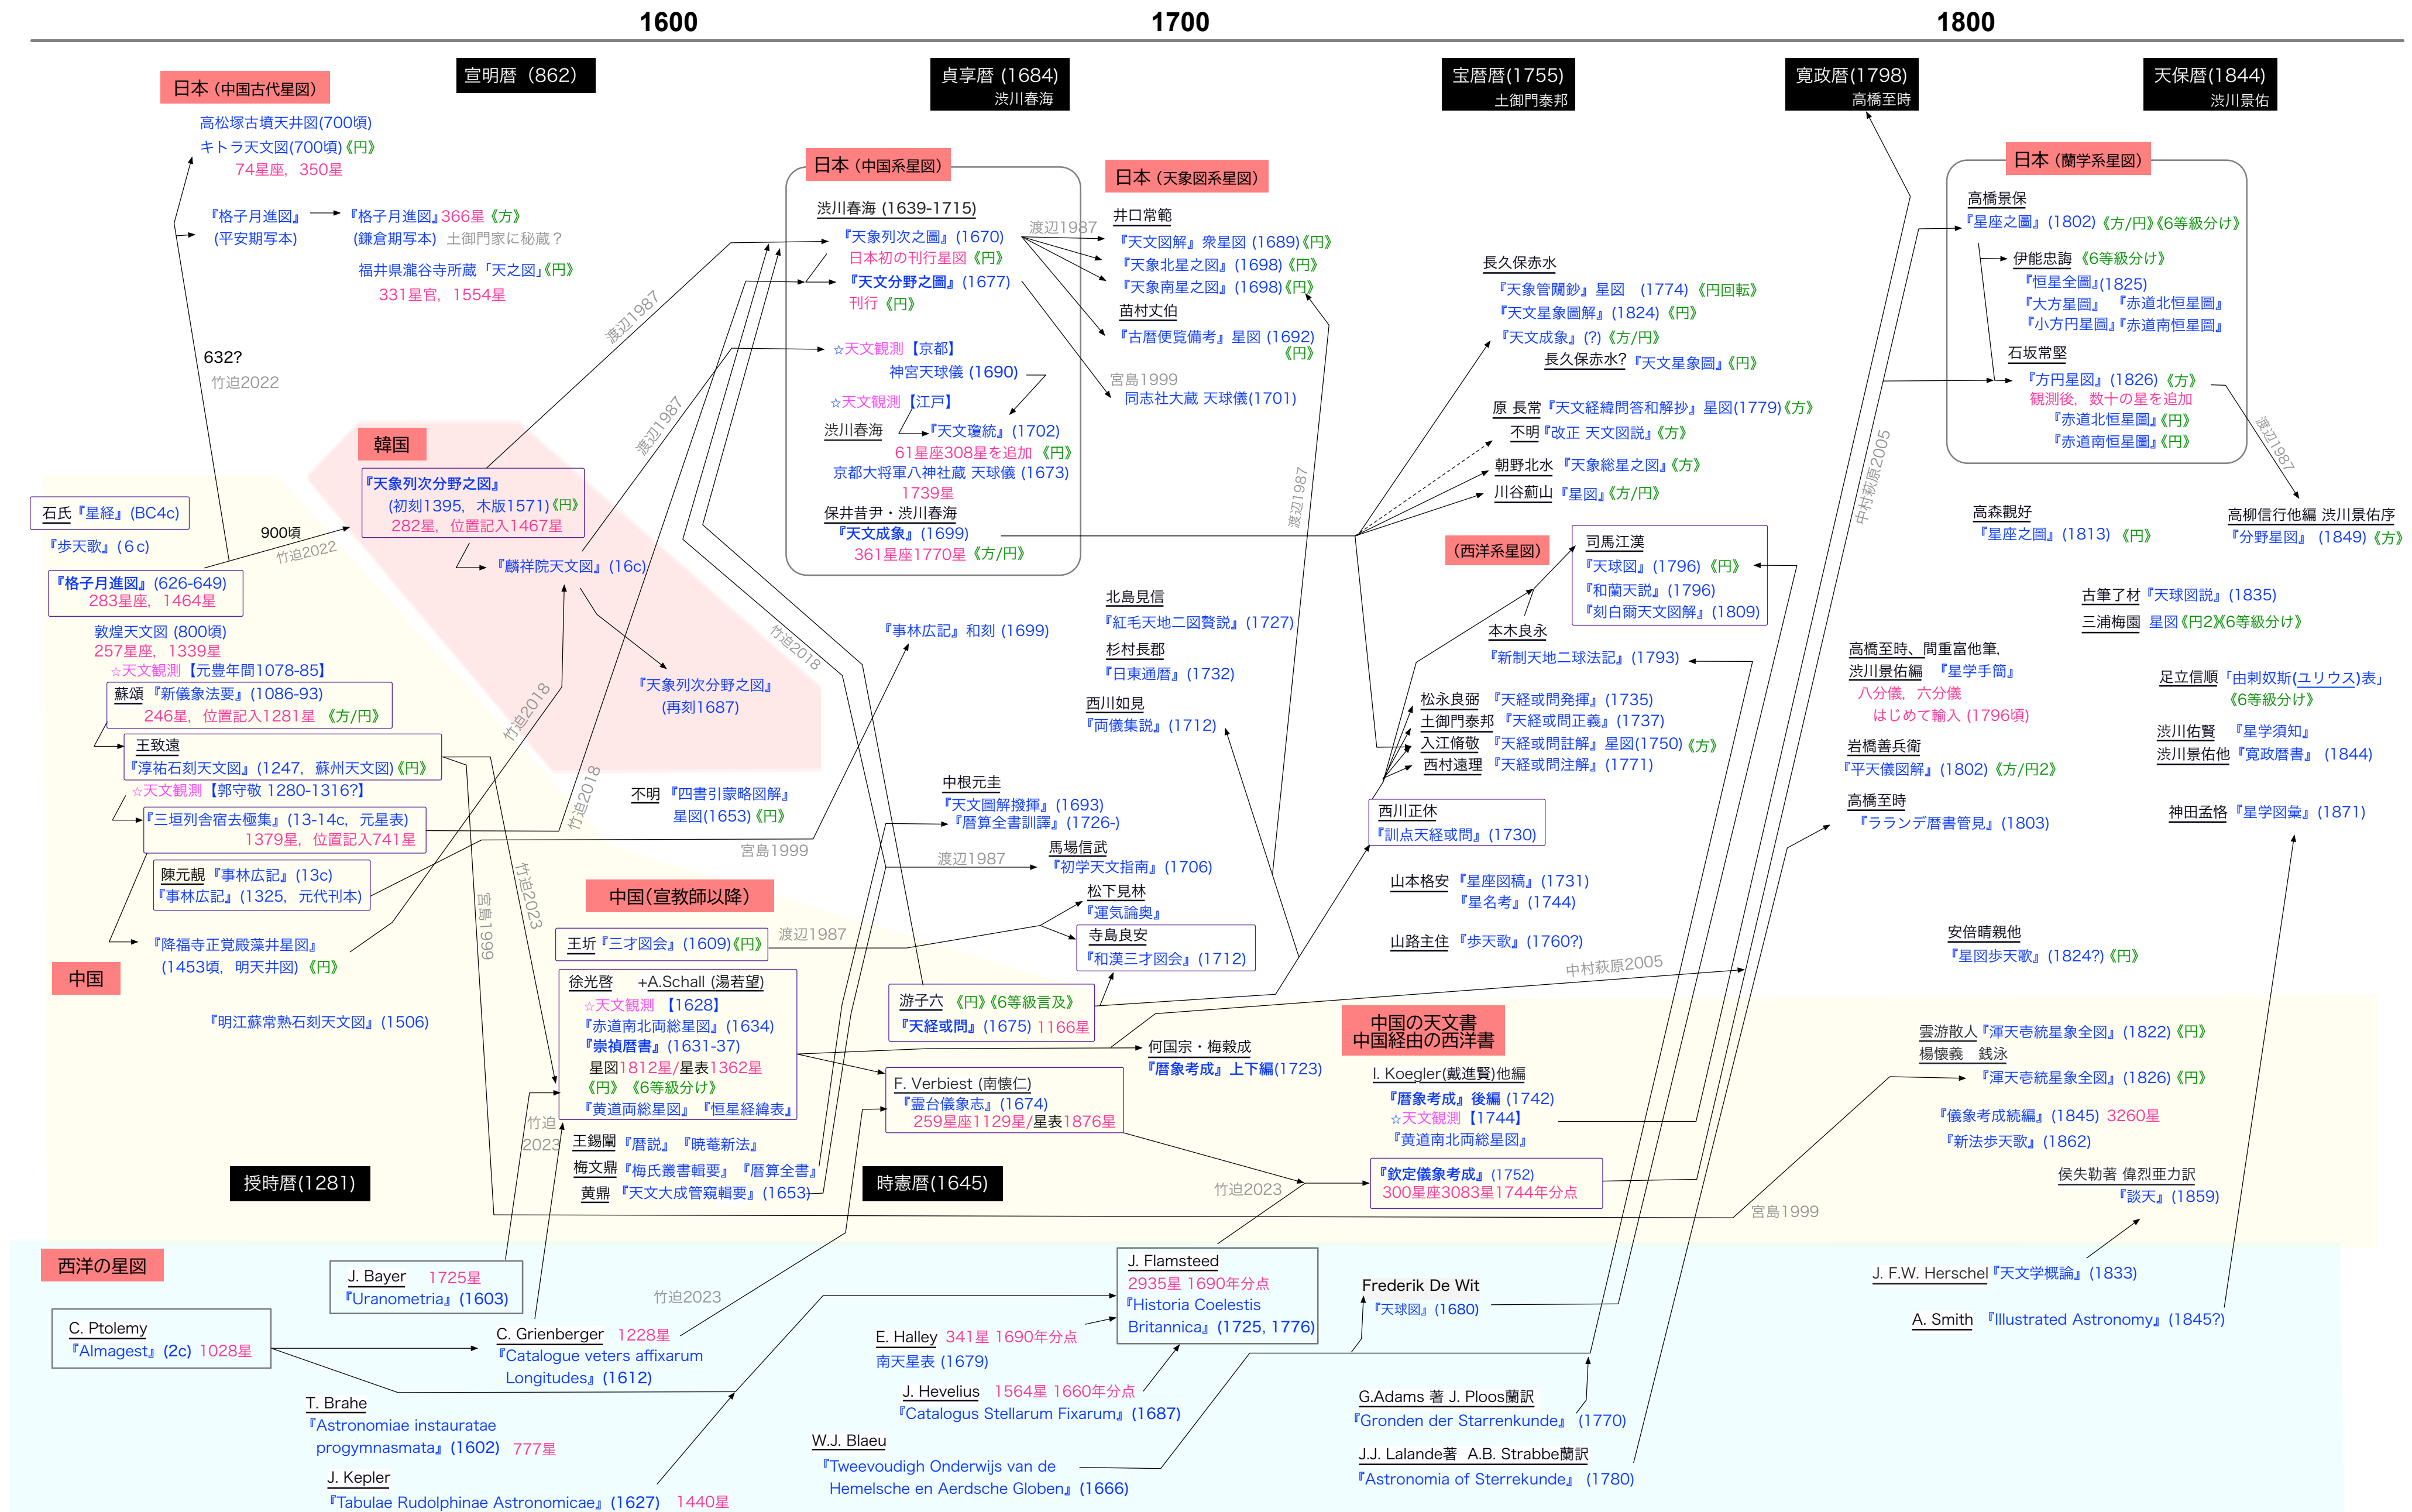 1600
1700
1800
宣明暦（862）
貞享暦 (1684)
渋川春海
宝暦暦(1755)
土御門泰邦
寛政暦(1798)
高橋至時
天保暦(1844)
渋川景佑
日本（中国古代星図）
高松塚古墳天井図(700頃)
キトラ天文図(700頃)《円》
74星座，350星
『格子月進図』
(平安期写本)
『格子月進図』366星《方》
(鎌倉期写本) 土御門家に秘蔵？
福井県瀧谷寺所蔵「天之図」《円》
331星官，1554星
632?
竹迫2022
900頃
竹迫2022
渡辺1987
渡辺1987
韓国
『天象列次分野之図』
(初刻1395，木版1571)《円》
282星，位置記入1467星
『麟祥院天文図』(16c)
『天象列次分野之図』
(再刻1687)
竹迫2018
竹迫2018
竹迫2018
石氏『星経』(BC4c)
『歩天歌』(６c)
『格子月進図』(626-649)
283星座，1464星
敦煌天文図 (800頃)
257星座，1339星
☆天文観測【元豊年間1078-85】
蘇頌『新儀象法要』(1086-93)
246星，位置記入1281星 《方/円》
王致遠
『淳祐石刻天文図』(1247，蘇州天文図)《円》
☆天文観測【郭守敬 1280-1316?】
『三垣列舎宿去極集』(13-14c，元星表)
1379星，位置記入741星
陳元靚『事林広記』(13c)
『事林広記』(1325，元代刊本)
『降福寺正覚殿藻井星図』
(1453頃，明天井図)《円》
中国
『明江蘇常熟石刻天文図』(1506)
授時暦(1281)
日本（中国系星図）
渋川春海 (1639-1715)
『天象列次之圖』(1670)
日本初の刊行星図《円》
『天文分野之圖』(1677)
刊行《円》
☆天文観測【京都】
神宮天球儀 (1690)
☆天文観測【江戸】
渋川春海
『天文瓊統』(1702)
61星座308星を追加《円》
京都大将軍八神社蔵 天球儀 (1673)
1739星
保井昔尹・渋川春海
『天文成象』(1699)
361星座1770星《方/円》
日本（天象図系星図）
渡辺1987
井口常範
『天文図解』衆星図 (1689)《円》
『天象北星之図』(1698)《円》
『天象南星之図』(1698)《円》
苗村丈伯
『古暦便覧備考』星図 (1692)
《円》
宮島1999
同志社大蔵 天球儀(1701)
渡辺1987
『事林広記』和刻 (1699)
不明『四書引蒙略図解』
星図(1653)《円》
宮島1999
北島見信
『紅毛天地二図贅説』(1727)
杉村長郡
『日東通暦』(1732)
西川如見
『両儀集説』(1712)
中根元圭
『天文圖解撥揮』(1693)
『暦算全書訓譯』(1726-)
渡辺1987
馬場信武
『初学天文指南』(1706)
松下見林
『運気論奥』
寺島良安
『和漢三才図会』(1712)
長久保赤水
『天象管闚鈔』星図 (1774)《円回転》
『天文星象圖解』(1824)《円》
『天文成象』(?)《方/円》
長久保赤水?『天文星象圖』《円》
原 長常『天文経緯問答和解抄』星図(1779)《方》
不明『改正 天文図説』《方》
朝野北水『天象総星之図』《方》
川谷薊山『星図』《方/円》
（西洋系星図）
司馬江漢
『天球図』(1796)《円》
『和蘭天説』(1796)
『刻白爾天文図解』(1809)
本木良永
『新制天地二球法記』(1793)
松永良弼『天経或問発揮』(1735)
土御門泰邦『天経或問正義』(1737)
入江脩敬『天経或問註解』星図(1750)《方》
西村遠理『天経或問注解』(1771)
西川正休
『訓点天経或問』(1730)
山本格安『星座図稿』(1731)
『星名考』(1744)
山路主住『歩天歌』(1760?)
中村萩原2005
中村萩原2005
日本（蘭学系星図）
高橋景保
『星座之圖』(1802)《方/円》《6等級分け》
伊能忠誨《6等級分け》
『恒星全圖』(1825)
『大方星圖』『赤道北恒星圖』
『小方円星圖』『赤道南恒星圖』
石坂常堅
『方円星図』(1826)《方》
観測後，数十の星を追加
『赤道北恒星圖』《円》
『赤道南恒星圖』《円》
渡辺1987
高森觀好
『星座之圖』(1813)《円》
高柳信行他編 渋川景佑序
『分野星図』(1849)《方》
古筆了材『天球図説』(1835)
三浦梅園 星図《円2》《6等級分け》
高橋至時、間重富他筆，
渋川景佑編 『星学手簡』
八分儀，六分儀
はじめて輸入 (1796頃)
足立信順「由剌奴斯(ユリウス)表」
《6等級分け》
渋川佑賢 『星学須知』
渋川景佑他『寛政暦書』(1844)
岩橋善兵衛
『平天儀図解』(1802)《方/円2》
高橋至時
『ラランデ暦書管見』(1803)
神田孟恪『星学図彙』(1871)
安倍晴親他
『星図歩天歌』(1824?)《円》
中国（宣教師以降）
竹迫2023
宮島1999
王圻『三才図会』(1609)《円》
渡辺1987
徐光啓 +A.Schall (湯若望)
☆天文観測 【1628】
『赤道南北両総星図』(1634)
『崇禎暦書』(1631-37)
星図1812星/星表1362星
《円》《6等級分け》
『黄道両総星図』『恒星経緯表』
竹迫
2023
王錫闡『暦説』『暁菴新法』
梅文鼎『梅氏叢書輯要』『暦算全書』
黄鼎 『天文大成管窺輯要』(1653)
時憲暦(1645)
游子六 《円》《6等級言及》
『天経或問』(1675) 1166星
F. Verbiest (南懐仁)
『霊台儀象志』(1674)
259星座1129星/星表1876星
何国宗・梅穀成
『暦象考成』上下編(1723)
中国の天文書
中国経由の西洋書
I. Koegler(戴進賢)他編
『暦象考成』後編 (1742)
☆天文観測【1744】
『黄道南北両総星図』
竹迫2023
『欽定儀象考成』(1752)
300星座3083星1744年分点
宮島1999
雲游散人『渾天壱統星象全図』(1822)《円》
楊懐義 銭泳
『渾天壱統星象全図』(1826)《円》
『儀象考成続編』(1845) 3260星
『新法歩天歌』(1862)
侯失勒著 偉烈亜力訳
『談天』(1859)
西洋の星図
J. Bayer 1725星
『Uranometria』(1603)
C. Ptolemy
『Almagest』(2c) 1028星
C. Grienberger 1228星
『Catalogue veters affixarum
Longitudes』(1612)
竹迫2023
T. Brahe
『Astronomiae instauratae
progymnasmata』(1602) 777星
J. Kepler
『Tabulae Rudolphinae Astronomicae』(1627) 1440星
J. Flamsteed
2935星 1690年分点
『Historia Coelestis
Britannica』(1725, 1776)
E. Halley 341星 1690年分点
南天星表 (1679)
J. Hevelius 1564星 1660年分点
『Catalogus Stellarum Fixarum』(1687)
W.J. Blaeu
『Tweevoudigh Onderwijs van de
Hemelsche en Aerdsche Globen』(1666)
Frederik De Wit
『天球図』(1680)
G.Adams 著 J. Ploos蘭訳
『Gronden der Starrenkunde』 (1770)
J.J. Lalande著 A.B. Strabbe蘭訳
『Astronomia of Sterrekunde』 (1780)
J. F.W. Herschel『天文学概論』(1833)
A. Smith 『Illustrated Astronomy』(1845?)